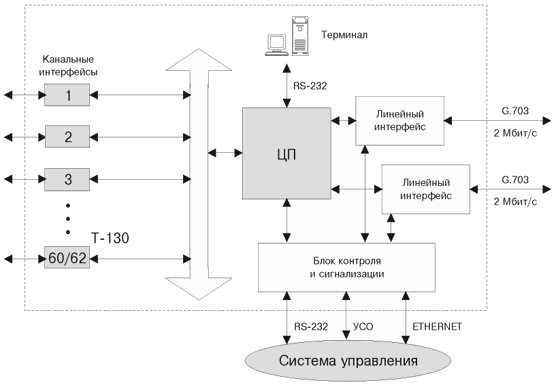 Терминал
Канальные
интерфейсы
RS-232
1
2
3
60/62
T-130
ЦП
Линейный
интерфейс
G.703
2 Мбит/с
Линейный
интерфейс
G.703
2 Мбит/с
Блок контроля
и сигнализации
RS-232
УСО
ETHERNET
Система управления